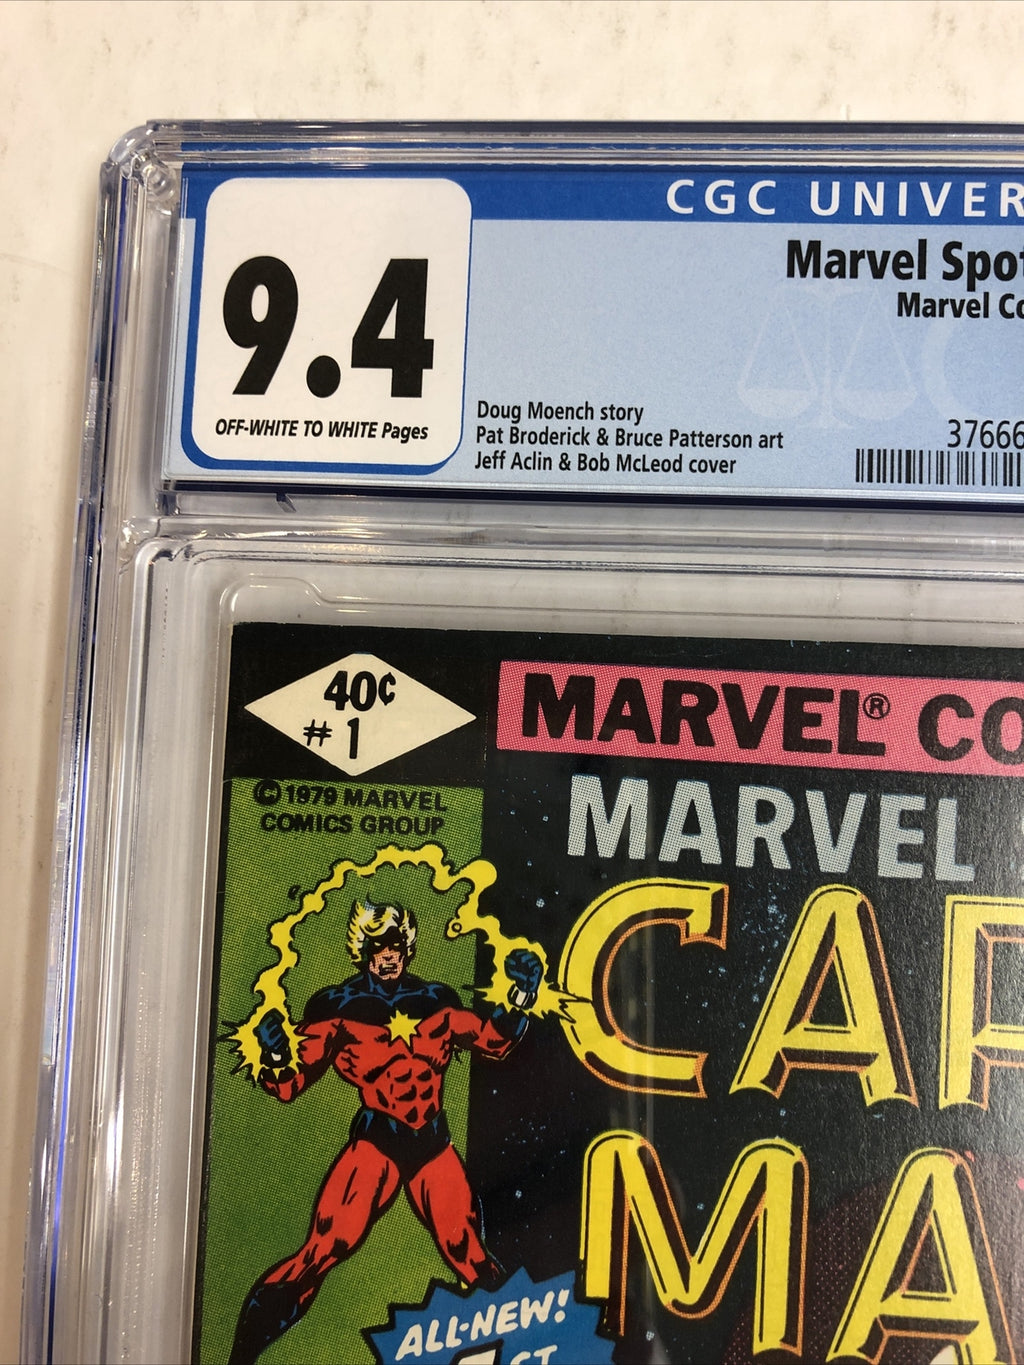 CGC UNIVER
9.4
OFF-WHITE TO WHITE Pages
Marvel Spot
Marvel Co
Doug Moench story
Pat Broderick & Bruce Patterson art
Jeff Aclin & Bob McLeod cover
37666
40¢
#1
MARVEL® CO
© 1979 MARVEL
COMICS GROUP
MARVEL
CAP
MA
ALL-NEW!
1ST